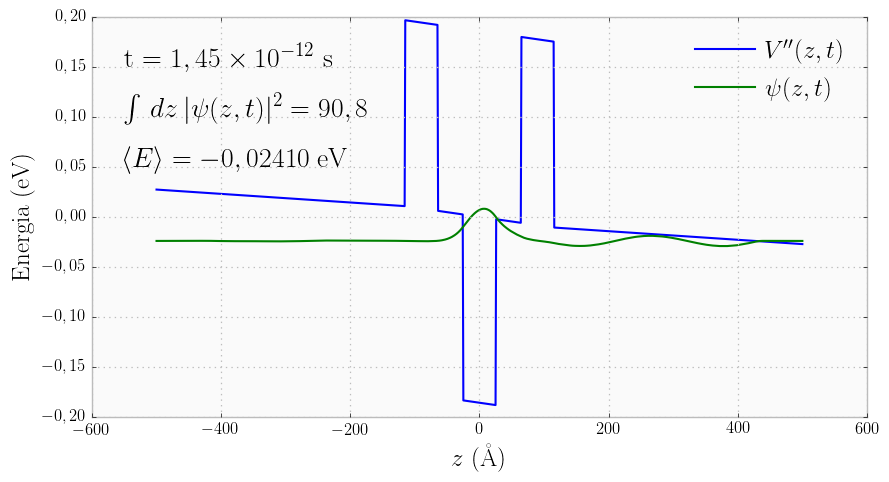 t = 1,45 × 10⁻¹² s
∫ dz |ψ(z, t)|² = 90,8
⟨E⟩ = −0,02410 eV
V′′(z, t)
ψ(z, t)
Energia (eV)
0,20
0,15
0,10
0,05
0,00
−0,05
−0,10
−0,15
−0,20
−600 −400 −200 0 200 400 600
z (Å)